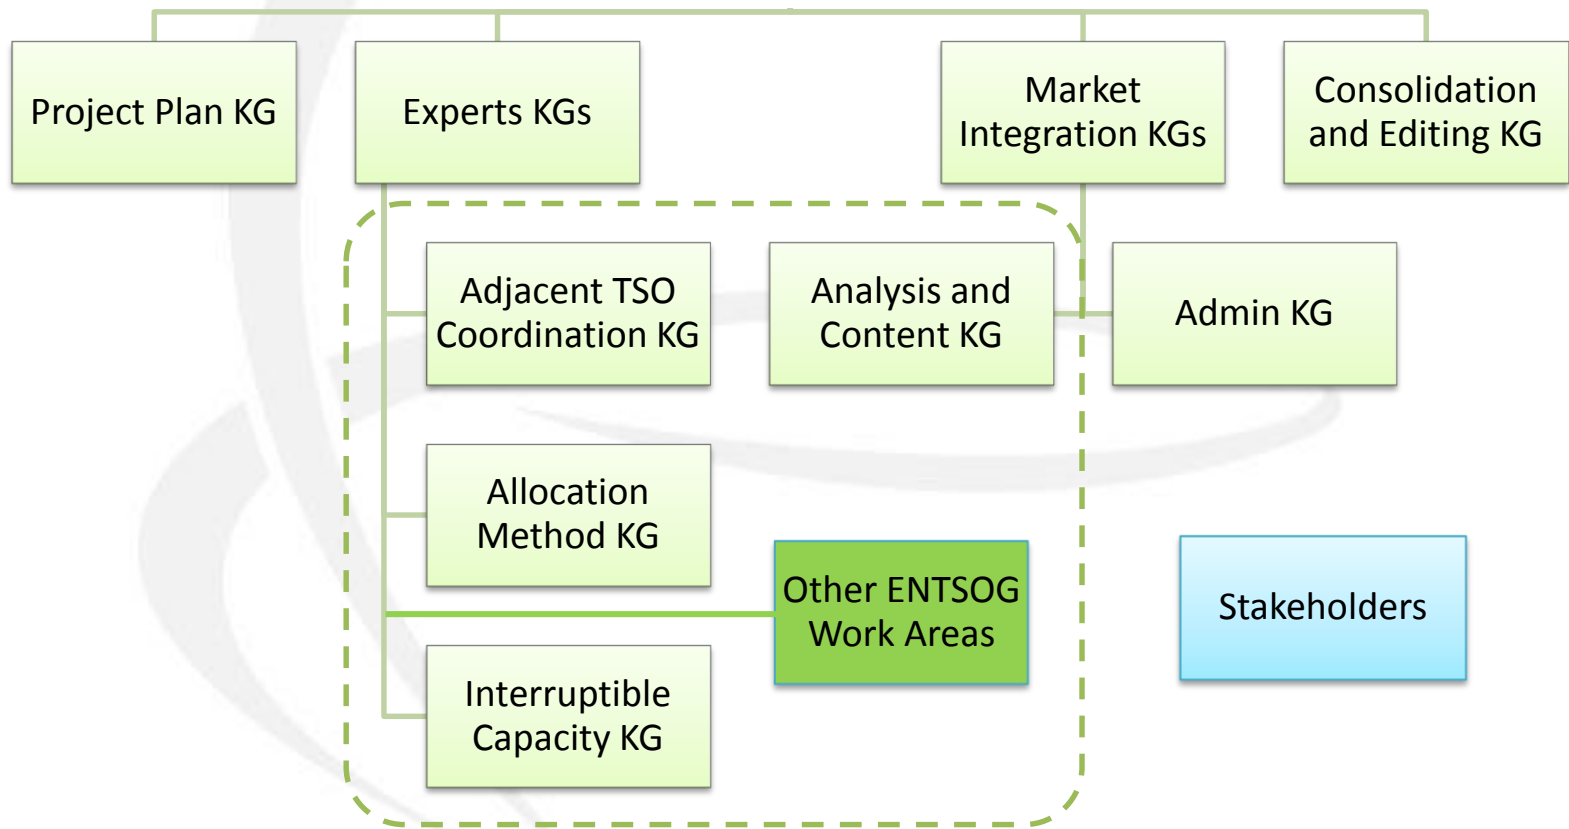 Project Plan KG
Experts KGs
Market
Integration KGs
Consolidation
and Editing KG
Adjacent TSO
Coordination KG
Analysis and
Content KG
Admin KG
Allocation
Method KG
Other ENTSOG
Work Areas
Stakeholders
Interruptible
Capacity KG